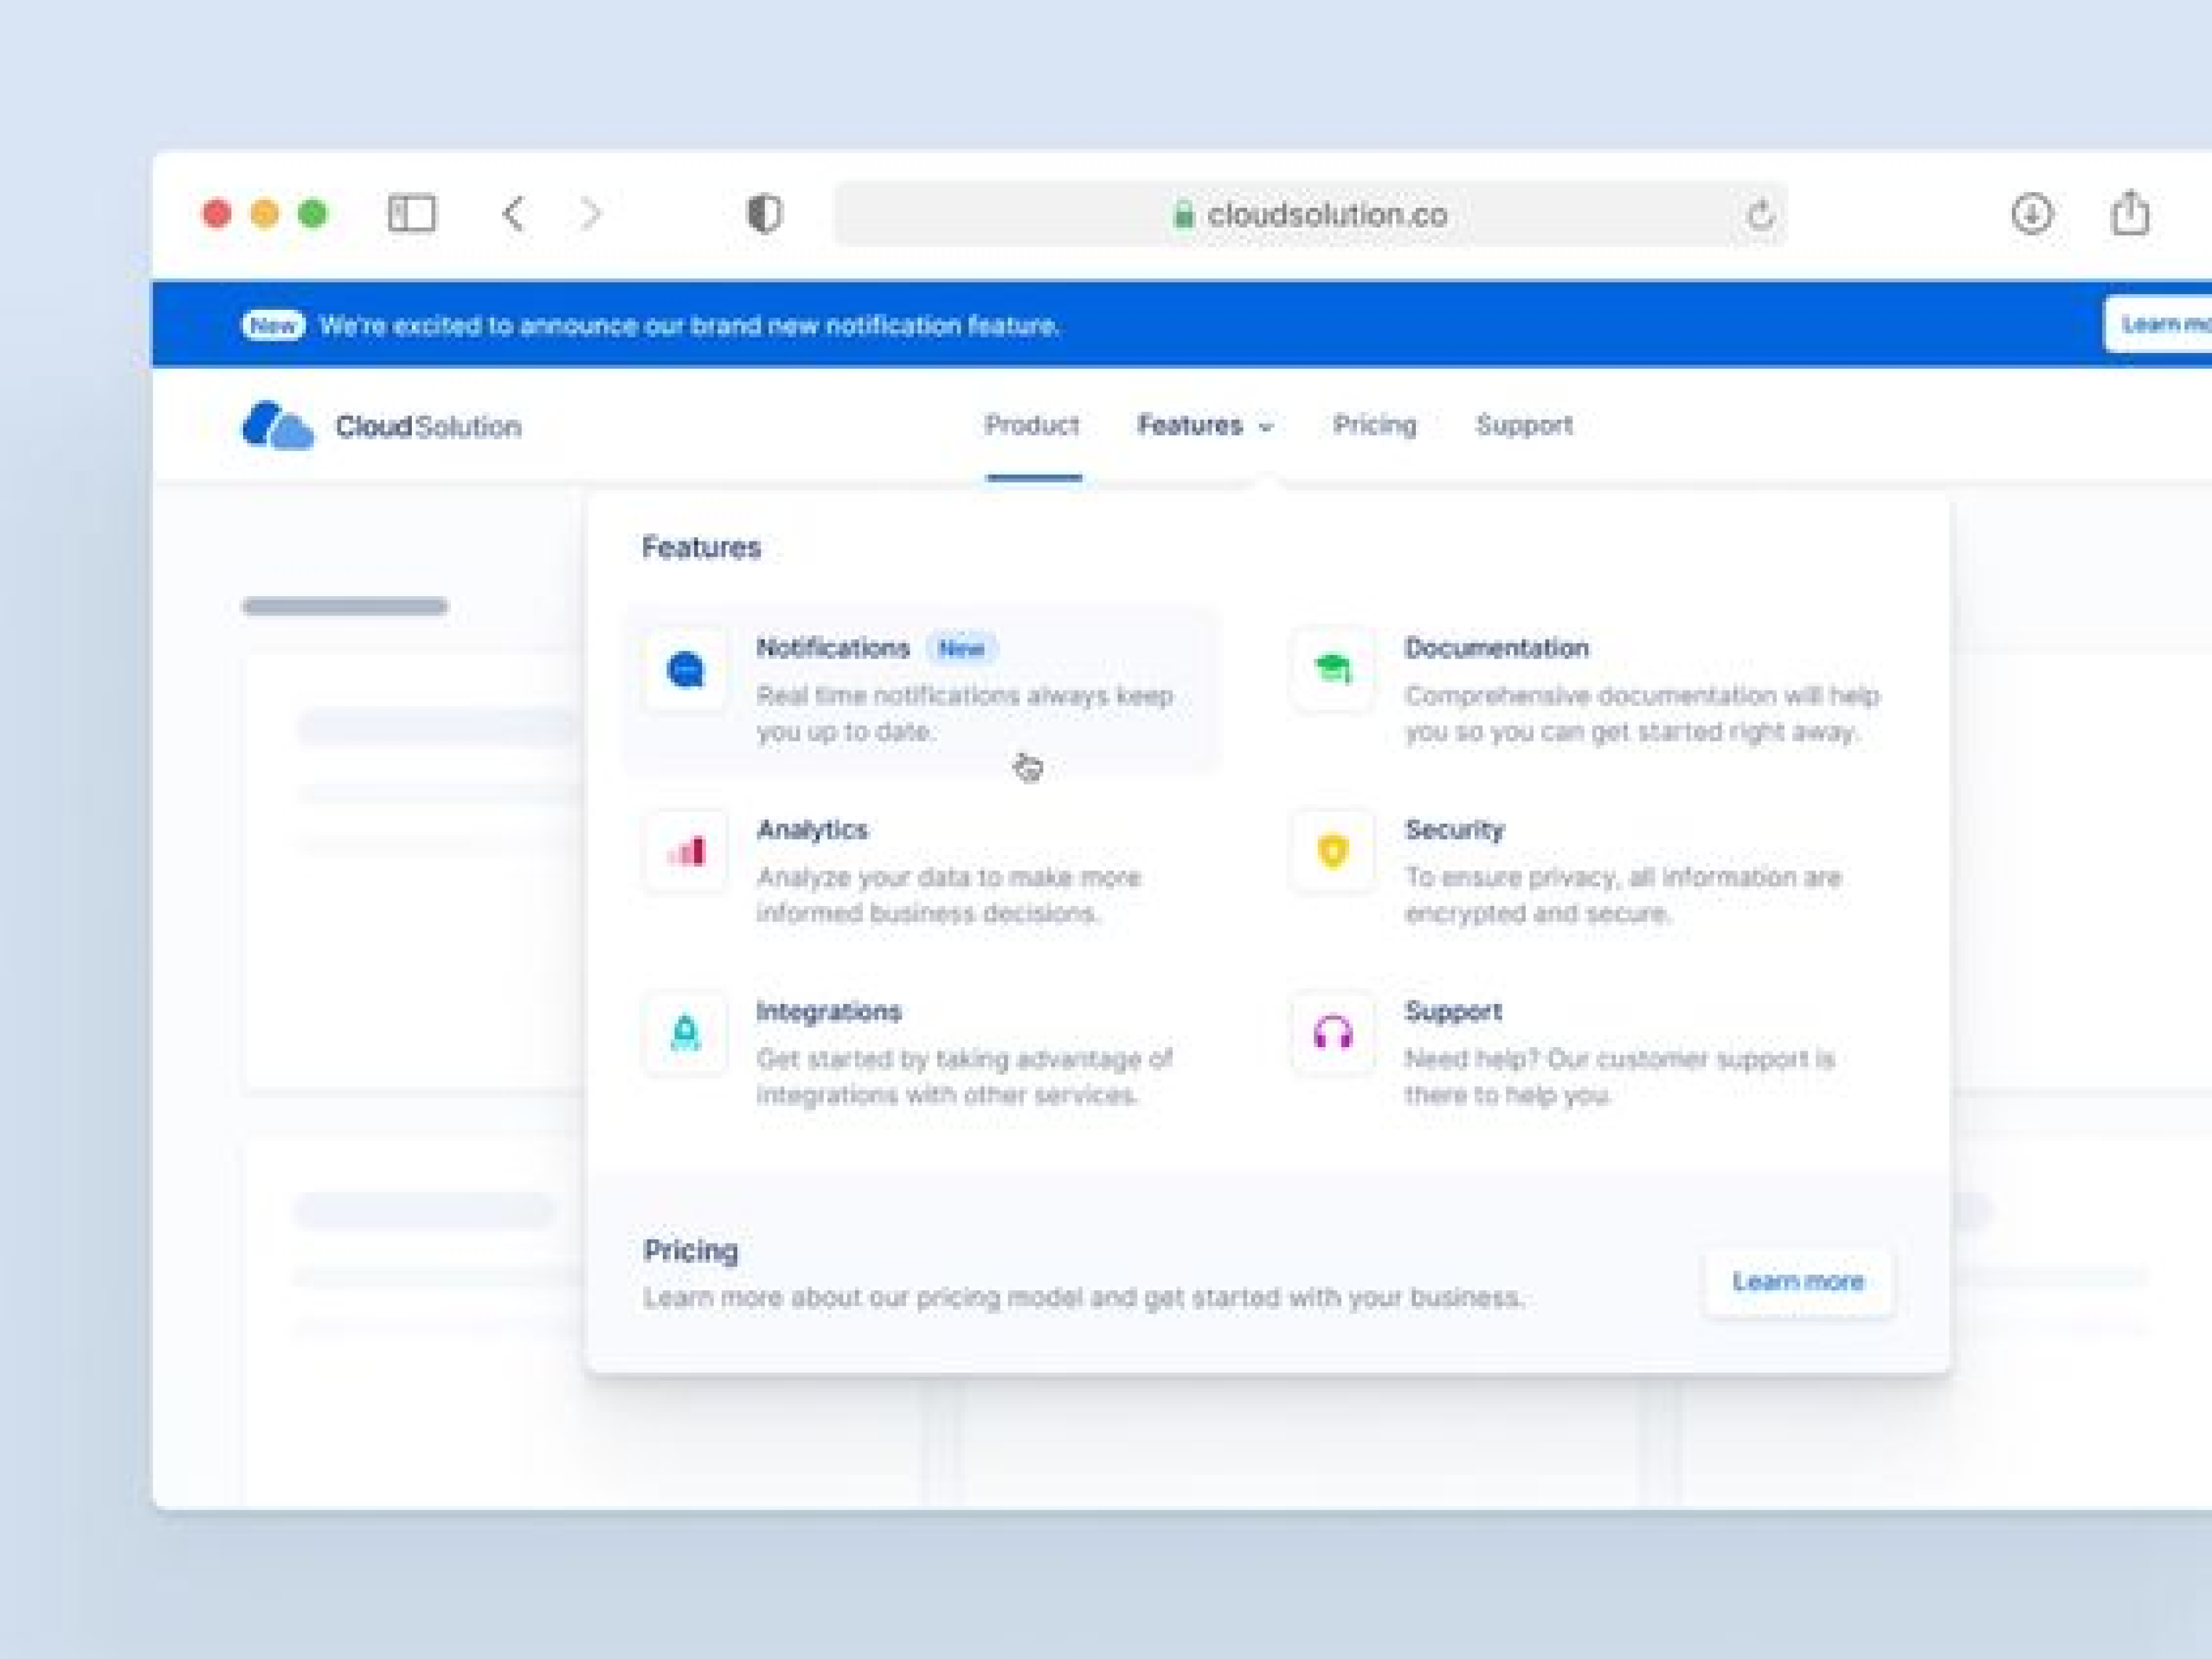 cloudsolution.co
New We're excited to announce our brand new notification feature.
Learn
CloudSolution
Product Features Pricing Support
Features
Notifications New
Real time notifications always keep
you up to date.
Documentation
Comprehensive documentation will help
you so you can get started right away.
Analytics
Analyze your data to make more
informed business decisions.
Security
To ensure privacy, all information are
encrypted and secure.
Integrations
Get started by taking advantage of
integrations with other services.
Support
Need help? Our customer support is
there to help you.
Pricing
Learn more about our pricing model and get started with your business.
Learn more